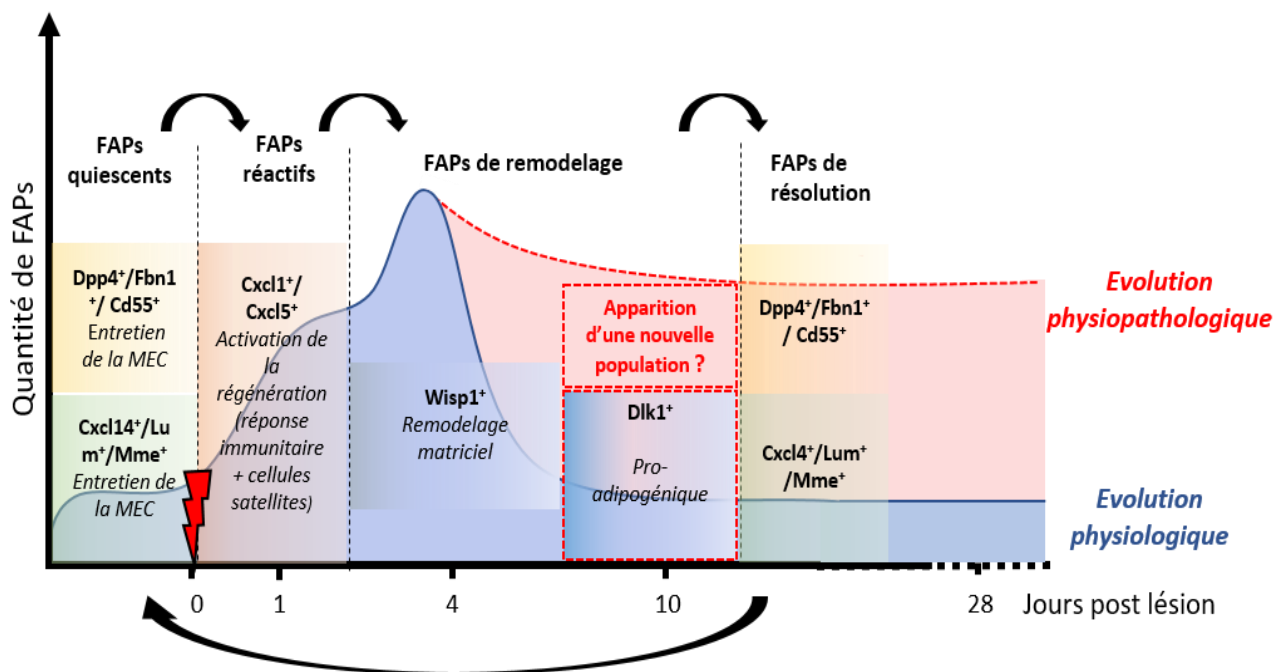 Quantité de FAPs
FAPs
quiescents
FAPs
réactifs
FAPs de remodelage
FAPs de
résolution
Dpp4⁺/Fbn1
⁺/ Cd55⁺
Entretien
de la MEC
Cxcl14⁺/Lu
m⁺/Mme⁺
Entretien de
la MEC
Cxcl1⁺/
Cxcl5⁺
Activation de
la
régénération
(réponse
immunitaire
+ cellules
satellites)
Wisp1⁺
Remodelage
matriciel
Apparition
d'une nouvelle
population ?
Dlk1⁺
Pro-
adipogénique
Dpp4⁺/Fbn1⁺
/ Cd55⁺
Cxcl4⁺/Lum⁺
/Mme⁺
Evolution
physiopathologique
Evolution
physiologique
0 1 4 10 28 Jours post lésion